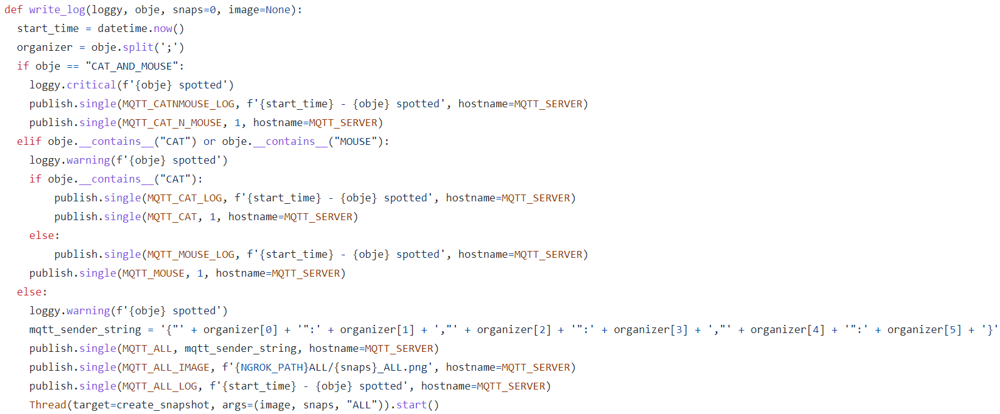 def write_log(loggy, obje, snaps=0, image=None):
  start_time = datetime.now()
  organizer = obje.split(';')
  if obje == "CAT_AND_MOUSE":
    loggy.critical(f'{obje} spotted')
    publish.single(MQTT_CATNMOUSE_LOG, f'{start_time} - {obje} spotted', hostname=MQTT_SERVER)
    publish.single(MQTT_CAT_N_MOUSE, 1, hostname=MQTT_SERVER)
  elif obje.__contains__("CAT") or obje.__contains__("MOUSE"):
    loggy.warning(f'{obje} spotted')
    if obje.__contains__("CAT"):
        publish.single(MQTT_CAT_LOG, f'{start_time} - {obje} spotted', hostname=MQTT_SERVER)
        publish.single(MQTT_CAT, 1, hostname=MQTT_SERVER)
    else:
        publish.single(MQTT_MOUSE_LOG, f'{start_time} - {obje} spotted', hostname=MQTT_SERVER)
    publish.single(MQTT_MOUSE, 1, hostname=MQTT_SERVER)
  else:
    loggy.warning(f'{obje} spotted')
    mqtt_sender_string = '{"' + organizer[0] + '":' + organizer[1] + ',"' + organizer[2] + '":' + organizer[3] + ',"' + organizer[4] + '":' + organizer[5] + '}'
    publish.single(MQTT_ALL, mqtt_sender_string, hostname=MQTT_SERVER)
    publish.single(MQTT_ALL_IMAGE, f'{NGROK_PATH}ALL/{snaps}_ALL.png', hostname=MQTT_SERVER)
    publish.single(MQTT_ALL_LOG, f'{start_time} - {obje} spotted', hostname=MQTT_SERVER)
    Thread(target=create_snapshot, args=(image, snaps, "ALL")).start()